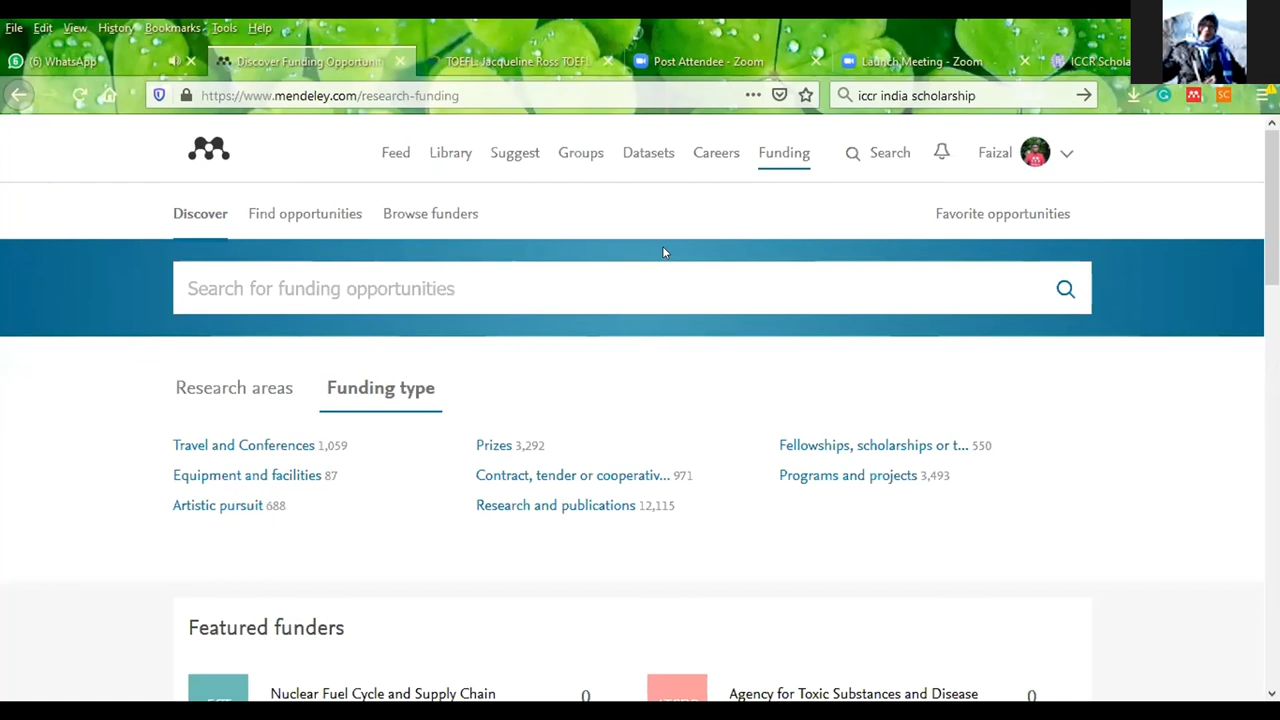 File Edit View History Bookmarks Tools Help
(6) WhatsApp Discover Funding Opportuni TOEFL: Jacqueline Ross TOEFL Post Attendee - Zoom Launch Meeting - Zoom ICCR Schola
https://www.mendeley.com/research-funding iccr india scholarship SC
Feed Library Suggest Groups Datasets Careers Funding Search Faizal
Discover Find opportunities Browse funders Favorite opportunities
Search for funding opportunities
Research areas Funding type
Travel and Conferences 1,059 Prizes 3,292 Fellowships, scholarships or t... 550
Equipment and facilities 87 Contract, tender or cooperativ... 971 Programs and projects 3,493
Artistic pursuit 688 Research and publications 12,115
Featured funders
Nuclear Fuel Cycle and Supply Chain 0 Agency for Toxic Substances and Disease 0